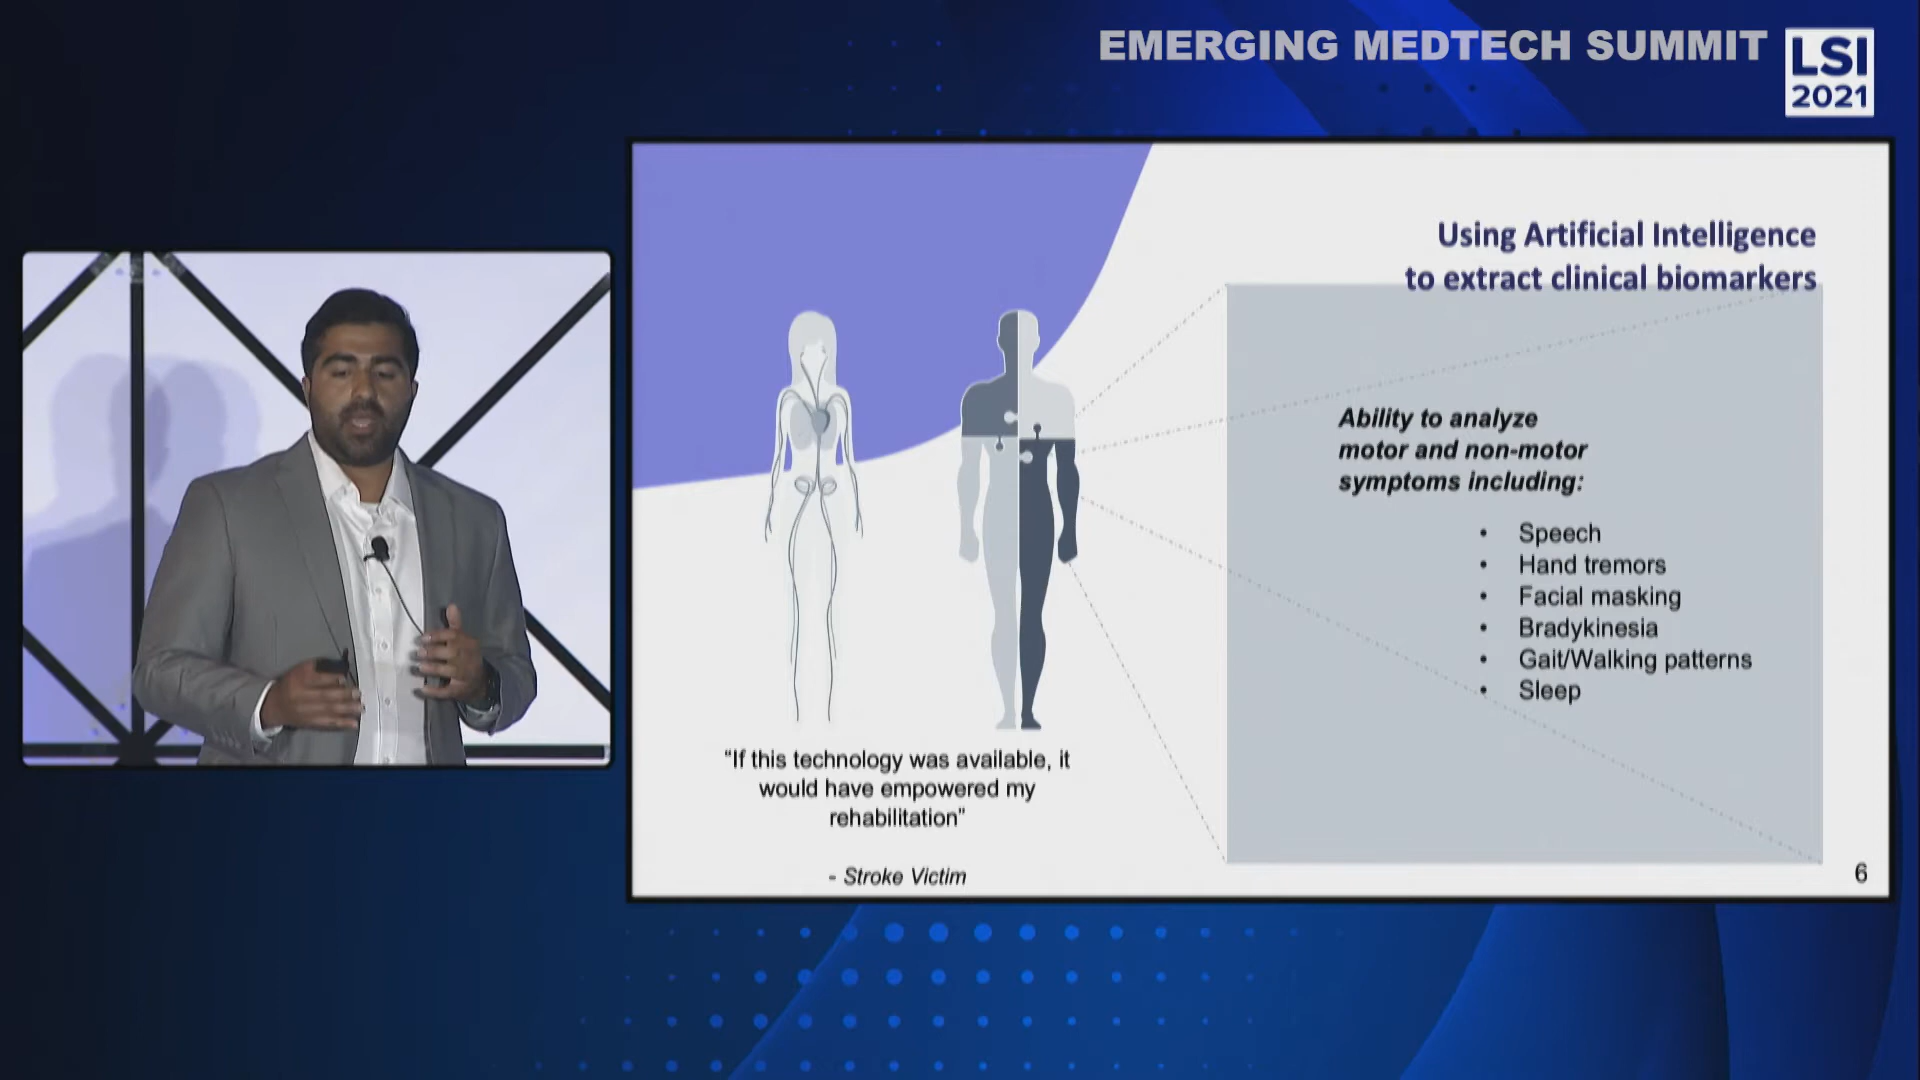 EMERGING MEDTECH SUMMIT
LSI
2021
Using Artificial Intelligence
to extract clinical biomarkers
Ability to analyze
motor and non-motor
symptoms including:
• Speech
• Hand tremors
• Facial masking
• Bradykinesia
• Gait/Walking patterns
• Sleep
“If this technology was available, it
would have empowered my
rehabilitation”
- Stroke Victim
6